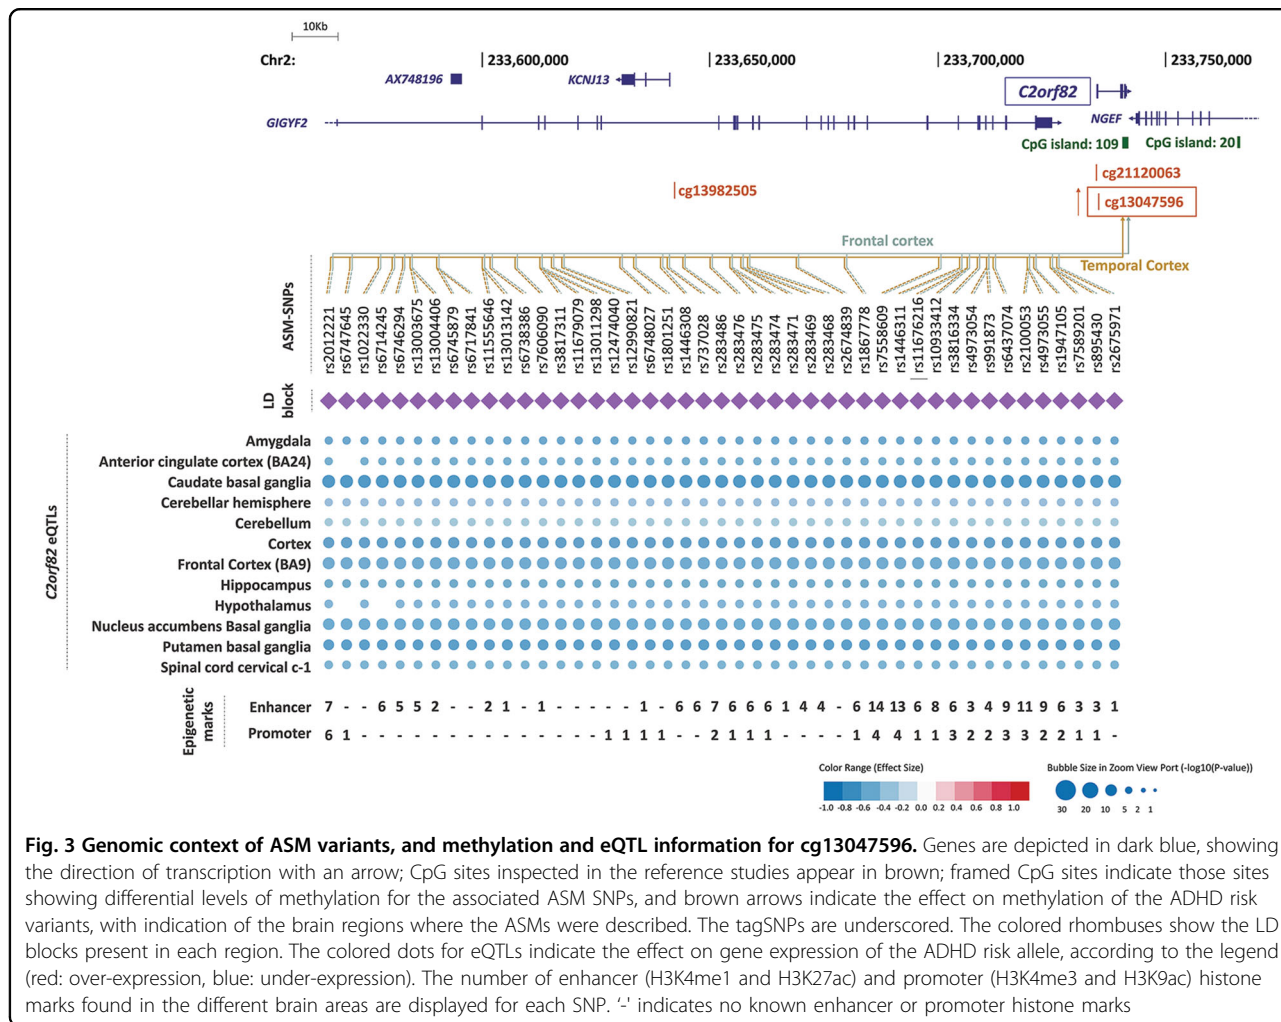 10Kb
Chr2: 233,600,000 233,650,000 233,700,000 233,750,000
AX748196 KCNJ13 C2orf82
GIGYF2 NGEF
CpG island: 109 CpG island: 20
cg21120063
cg13982505 cg13047596
Frontal cortex
Temporal Cortex
ASM-SNPs
rs2012221
rs6747645
rs1022330
rs6714245
rs6746294
rs13003675
rs13004406
rs6745879
rs6717841
rs11555646
rs13013142
rs6738386
rs7606090
rs3817311
rs11679079
rs13011298
rs12474040
rs12990821
rs6748027
rs1801251
rs1446308
rs737028
rs283486
rs283476
rs283475
rs283474
rs283471
rs283469
rs283468
rs2674839
rs1867778
rs7558609
rs1446311
rs11676216
rs10933412
rs3816334
rs4973054
rs991873
rs6437074
rs2100053
rs4973055
rs1947105
rs7589201
rs895430
rs2675971
LD block
C2orf82 eQTLs
Amygdala
Anterior cingulate cortex (BA24)
Caudate basal ganglia
Cerebellar hemisphere
Cerebellum
Cortex
Frontal Cortex (BA9)
Hippocampus
Hypothalamus
Nucleus accumbens Basal ganglia
Putamen basal ganglia
Spinal cord cervical c-1
Epigenetic marks
Enhancer 7 - - 6 5 5 2 - - 2 1 - 1 - - - - - 1 - 6 6 7 6 6 6 1 4 4 - 6 14 13 6 8 6 3 4 9 11 9 6 3 3 1
Promoter 6 1 - - - - - - - - - - - - - - 1 1 1 1 - - 2 1 1 1 - - - - 1 4 4 1 1 3 2 2 3 3 2 2 1 1 -
Color Range (Effect Size) Bubble Size in Zoom View Port (-log10(P-value))
-1.0 -0.8 -0.6 -0.4 -0.2 0.0 0.2 0.4 0.6 0.8 1.0 30 20 10 5 2 1
Fig. 3 Genomic context of ASM variants, and methylation and eQTL information for cg13047596. Genes are depicted in dark blue, showing
the direction of transcription with an arrow; CpG sites inspected in the reference studies appear in brown; framed CpG sites indicate those sites
showing differential levels of methylation for the associated ASM SNPs, and brown arrows indicate the effect on methylation of the ADHD risk
variants, with indication of the brain regions where the ASMs were described. The tagSNPs are underscored. The colored rhombuses show the LD
blocks present in each region. The colored dots for eQTLs indicate the effect on gene expression of the ADHD risk allele, according to the legend
(red: over-expression, blue: under-expression). The number of enhancer (H3K4me1 and H3K27ac) and promoter (H3K4me3 and H3K9ac) histone
marks found in the different brain areas are displayed for each SNP. '-' indicates no known enhancer or promoter histone marks